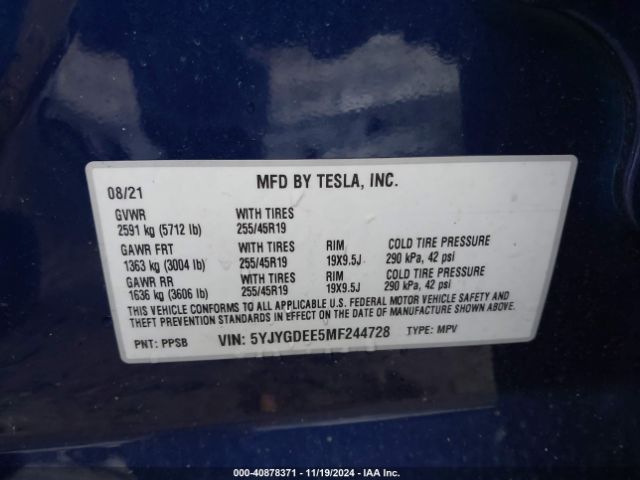 MFD BY TESLA, INC.
08/21
GVWR WITH TIRES
2591 kg (5712 lb) 255/45R19
GAWR FRT WITH TIRES RIM COLD TIRE PRESSURE
1363 kg (3004 lb) 255/45R19 19X9.5J 290 kPa, 42 psi
GAWR RR WITH TIRES RIM COLD TIRE PRESSURE
1636 kg (3606 lb) 255/45R19 19X9.5J 290 kPa, 42 psi
THIS VEHICLE CONFORMS TO ALL APPLICABLE U.S. FEDERAL MOTOR VEHICLE SAFETY AND
THEFT PREVENTION STANDARDS IN EFFECT ON THE DATE OF MANUFACTURE SHOWN ABOVE.
PNT: PPSB VIN: 5YJYGDEE5MF244728 TYPE: MPV
000-40878371 - 11/19/2024 - IAA Inc.